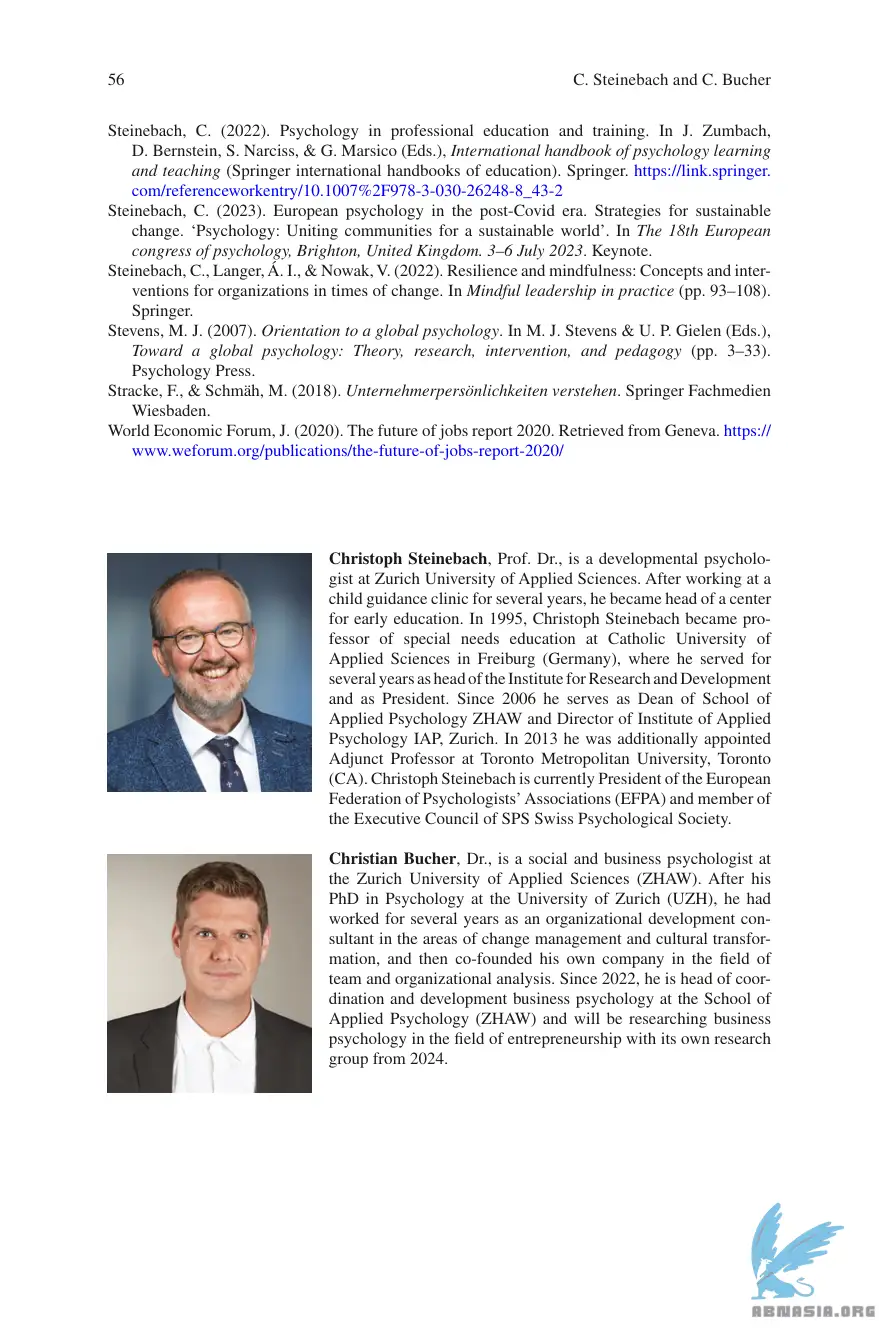 56
C. Steinebach and C. Bucher
Steinebach, C. (2022). Psychology in professional education and training. In J. Zumbach,
D. Bernstein, S. Narciss, & G. Marsico (Eds.), International handbook of psychology learning
and teaching (Springer international handbooks of education). Springer. https://link.springer.
com/referenceworkentry/10.1007%2F978-3-030-26248-8_43-2
Steinebach, C. (2023). European psychology in the post-Covid era. Strategies for sustainable
change. ‘Psychology: Uniting communities for a sustainable world’. In The 18th European
congress of psychology, Brighton, United Kingdom. 3–6 July 2023. Keynote.
Steinebach, C., Langer, Á. I., & Nowak, V. (2022). Resilience and mindfulness: Concepts and inter-
ventions for organizations in times of change. In Mindful leadership in practice (pp. 93–108).
Springer.
Stevens, M. J. (2007). Orientation to a global psychology. In M. J. Stevens & U. P. Gielen (Eds.),
Toward a global psychology: Theory, research, intervention, and pedagogy (pp. 3–33).
Psychology Press.
Stracke, F., & Schmäh, M. (2018). Unternehmerpersönlichkeiten verstehen. Springer Fachmedien
Wiesbaden.
World Economic Forum, J. (2020). The future of jobs report 2020. Retrieved from Geneva. https://
www.weforum.org/publications/the-future-of-jobs-report-2020/
Christoph Steinebach, Prof. Dr., is a developmental psycholo-
gist at Zurich University of Applied Sciences. After working at a
child guidance clinic for several years, he became head of a center
for early education. In 1995, Christoph Steinebach became pro-
fessor of special needs education at Catholic University of
Applied Sciences in Freiburg (Germany), where he served for
several years as head of the Institute for Research and Development
and as President. Since 2006 he serves as Dean of School of
Applied Psychology ZHAW and Director of Institute of Applied
Psychology IAP, Zurich. In 2013 he was additionally appointed
Adjunct Professor at Toronto Metropolitan University, Toronto
(CA). Christoph Steinebach is currently President of the European
Federation of Psychologists’ Associations (EFPA) and member of
the Executive Council of SPS Swiss Psychological Society.
Christian Bucher, Dr., is a social and business psychologist at
the Zurich University of Applied Sciences (ZHAW). After his
PhD in Psychology at the University of Zurich (UZH), he had
worked for several years as an organizational development con-
sultant in the areas of change management and cultural transfor-
mation, and then co-founded his own company in the field of
team and organizational analysis. Since 2022, he is head of coor-
dination and development business psychology at the School of
Applied Psychology (ZHAW) and will be researching business
psychology in the field of entrepreneurship with its own research
group from 2024.
ABNASIA.ORG